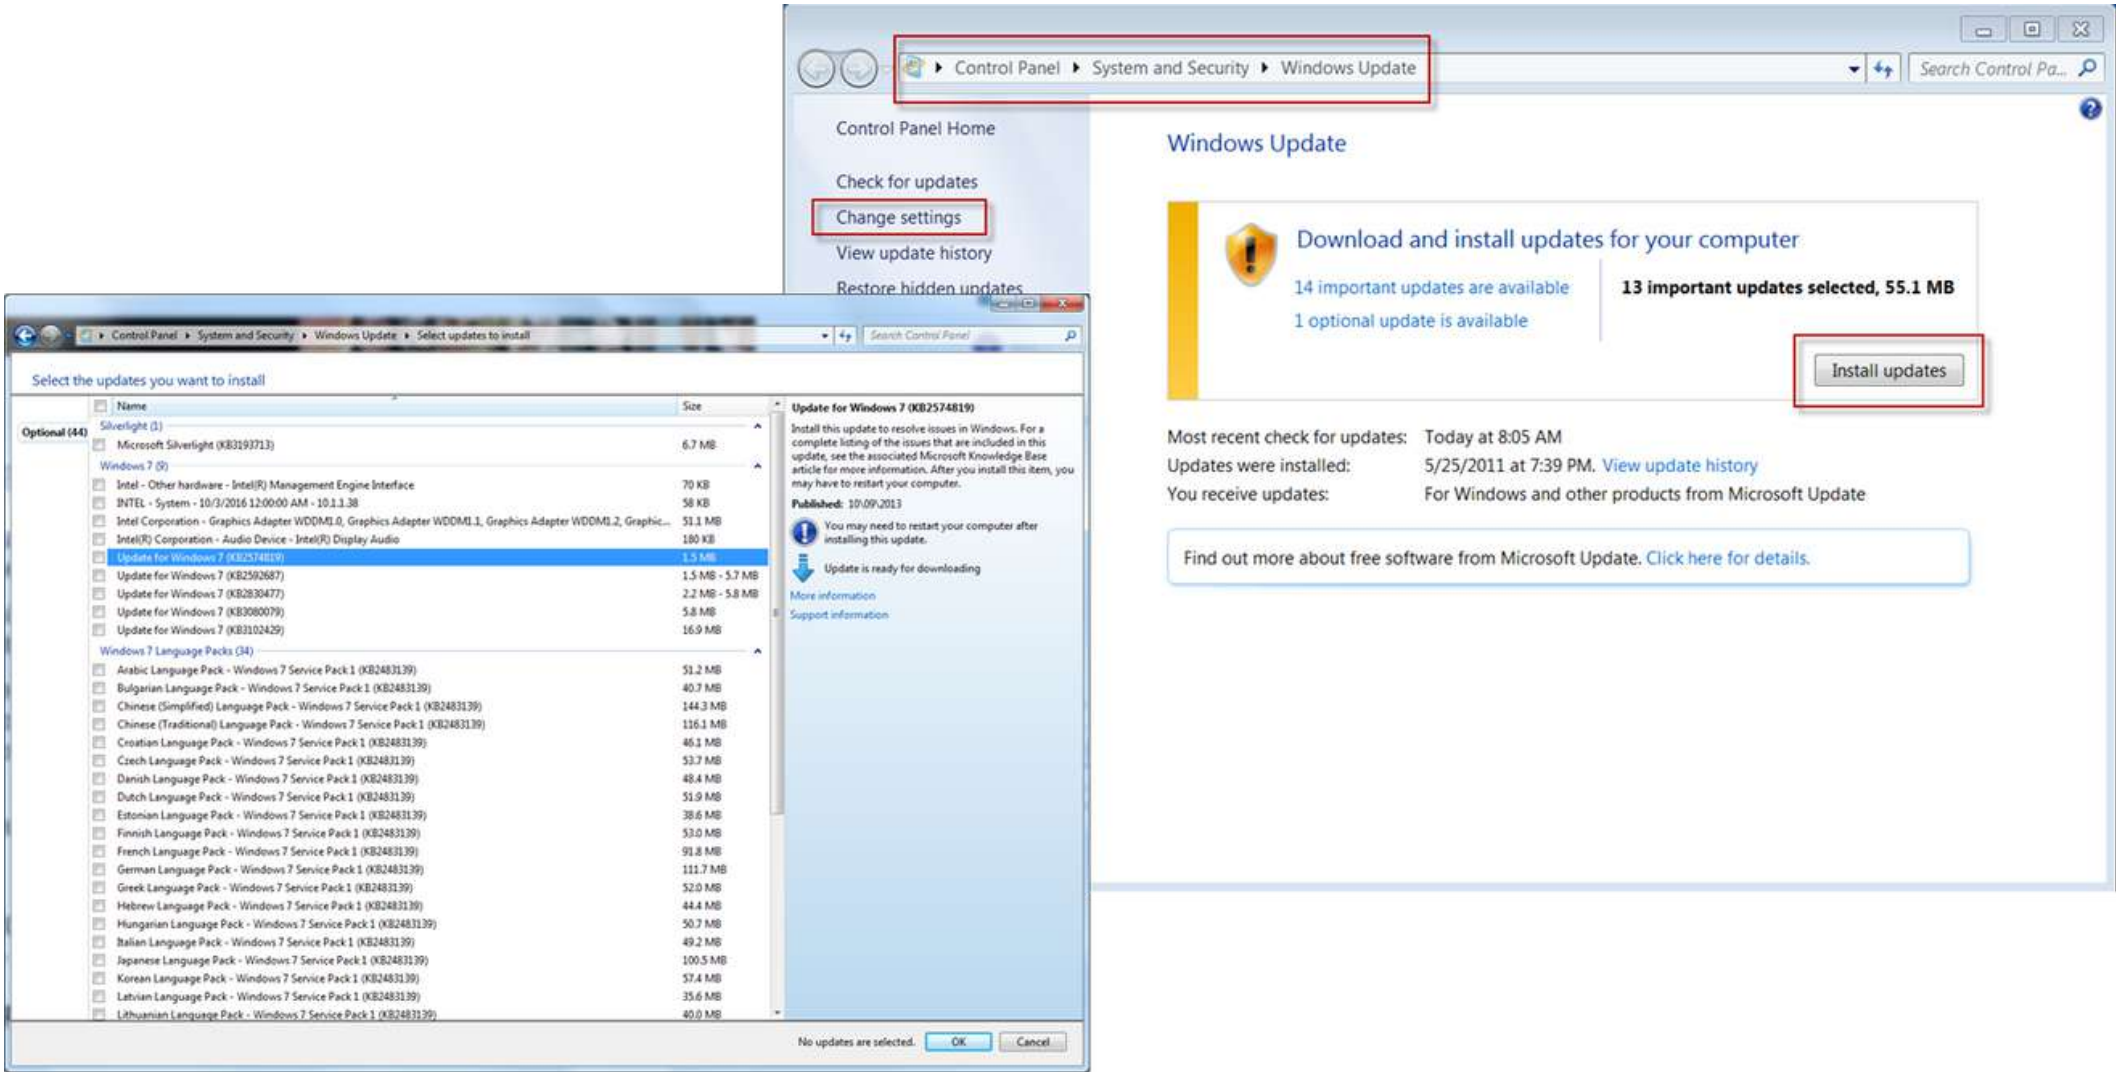 Control Panel ▸ System and Security ▸ Windows Update
Search Control Pa...
Control Panel Home
Check for updates
Change settings
View update history
Restore hidden updates
Windows Update
Download and install updates for your computer
14 important updates are available
1 optional update is available
13 important updates selected, 55.1 MB
Install updates
Most recent check for updates: Today at 8:05 AM
Updates were installed: 5/25/2011 at 7:39 PM. View update history
You receive updates: For Windows and other products from Microsoft Update
Find out more about free software from Microsoft Update. Click here for details.
Control Panel ▸ System and Security ▸ Windows Update ▸ Select updates to install
Search Control Panel
Select the updates you want to install
Optional (44)
Name Size
Silverlight (1)
Microsoft Silverlight (KB3193713) 6.7 MB
Windows 7 (9)
Intel - Other hardware - Intel(R) Management Engine Interface 70 KB
INTEL - System - 10/3/2016 12:00:00 AM - 10.1.1.38 58 KB
Intel Corporation - Graphics Adapter WDDM1.0, Graphics Adapter WDDM1.1, Graphics Adapter WDDM1.2, Graphic... 51.1 MB
Intel(R) Corporation - Audio Device - Intel(R) Display Audio 180 KB
Update for Windows 7 (KB2574819) 1.5 MB
Update for Windows 7 (KB2592687) 1.5 MB - 5.7 MB
Update for Windows 7 (KB2830477) 2.2 MB - 5.8 MB
Update for Windows 7 (KB3080079) 5.8 MB
Update for Windows 7 (KB3102429) 16.9 MB
Windows 7 Language Packs (34)
Arabic Language Pack - Windows 7 Service Pack 1 (KB2483139) 51.2 MB
Bulgarian Language Pack - Windows 7 Service Pack 1 (KB2483139) 40.7 MB
Chinese (Simplified) Language Pack - Windows 7 Service Pack 1 (KB2483139) 144.3 MB
Chinese (Traditional) Language Pack - Windows 7 Service Pack 1 (KB2483139) 116.1 MB
Croatian Language Pack - Windows 7 Service Pack 1 (KB2483139) 46.1 MB
Czech Language Pack - Windows 7 Service Pack 1 (KB2483139) 53.7 MB
Danish Language Pack - Windows 7 Service Pack 1 (KB2483139) 48.4 MB
Dutch Language Pack - Windows 7 Service Pack 1 (KB2483139) 51.9 MB
Estonian Language Pack - Windows 7 Service Pack 1 (KB2483139) 38.6 MB
Finnish Language Pack - Windows 7 Service Pack 1 (KB2483139) 53.0 MB
French Language Pack - Windows 7 Service Pack 1 (KB2483139) 91.8 MB
German Language Pack - Windows 7 Service Pack 1 (KB2483139) 111.7 MB
Greek Language Pack - Windows 7 Service Pack 1 (KB2483139) 52.0 MB
Hebrew Language Pack - Windows 7 Service Pack 1 (KB2483139) 44.4 MB
Hungarian Language Pack - Windows 7 Service Pack 1 (KB2483139) 50.7 MB
Italian Language Pack - Windows 7 Service Pack 1 (KB2483139) 49.2 MB
Japanese Language Pack - Windows 7 Service Pack 1 (KB2483139) 100.5 MB
Korean Language Pack - Windows 7 Service Pack 1 (KB2483139) 57.4 MB
Latvian Language Pack - Windows 7 Service Pack 1 (KB2483139) 35.6 MB
Lithuanian Language Pack - Windows 7 Service Pack 1 (KB2483139) 40.0 MB
Update for Windows 7 (KB2574819)
Install this update to resolve issues in Windows. For a
complete listing of the issues that are included in this
update, see the associated Microsoft Knowledge Base
article for more information. After you install this item, you
may have to restart your computer.
Published: 10\09\2013
You may need to restart your computer after
installing this update.
Update is ready for downloading
More information
Support information
No updates are selected. OK Cancel